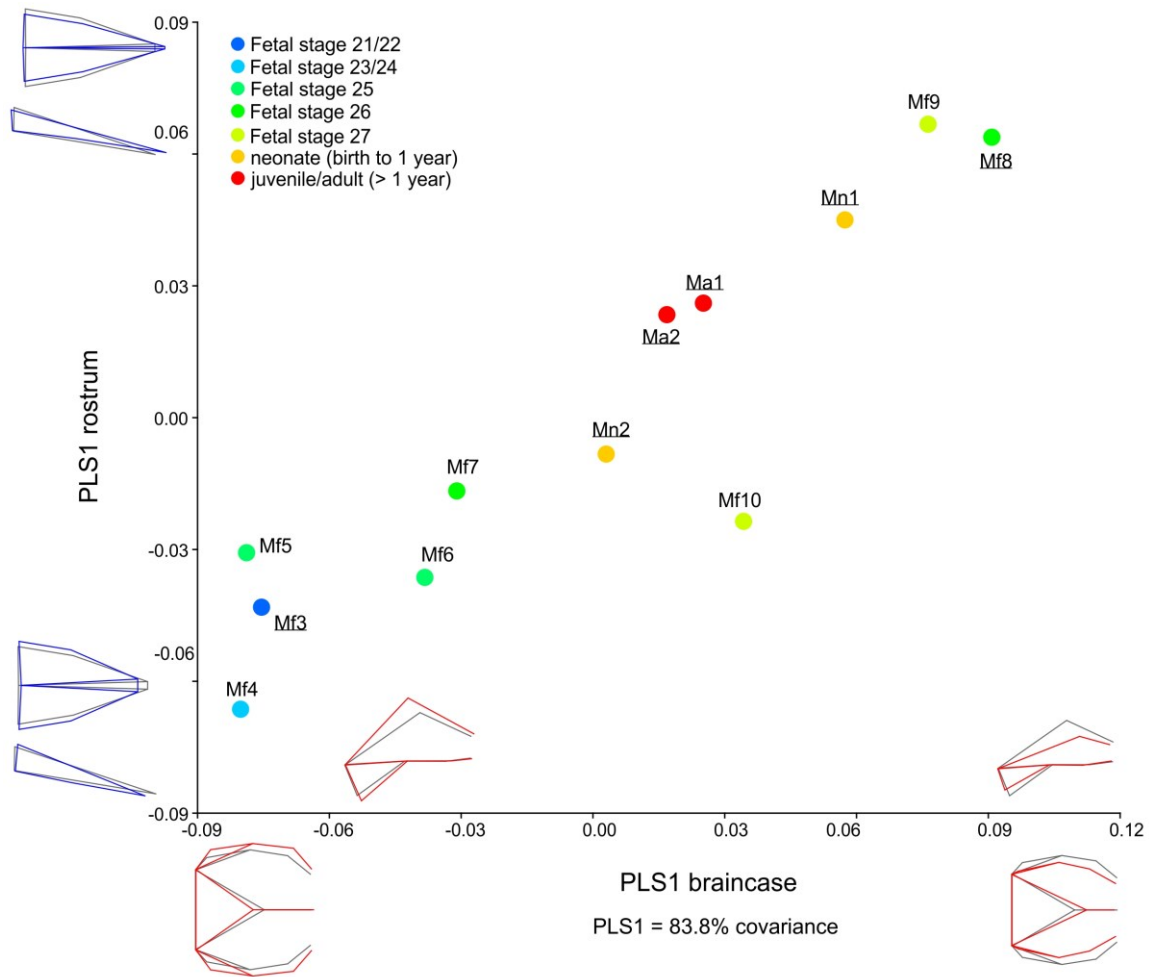 0.09
Fetal stage 21/22
Fetal stage 23/24
Fetal stage 25
Fetal stage 26
Fetal stage 27
neonate (birth to 1 year)
juvenile/adult (> 1 year)
Mf9
0.06
Mf8
Mn1
0.03
Ma1
Ma2
PLS1 rostrum
0.00
Mn2
Mf7
Mf10
-0.03
Mf5
Mf6
Mf3
-0.06
Mf4
-0.09
-0.09 -0.06 -0.03 0.00 0.03 0.06 0.09 0.12
PLS1 braincase
PLS1 = 83.8% covariance